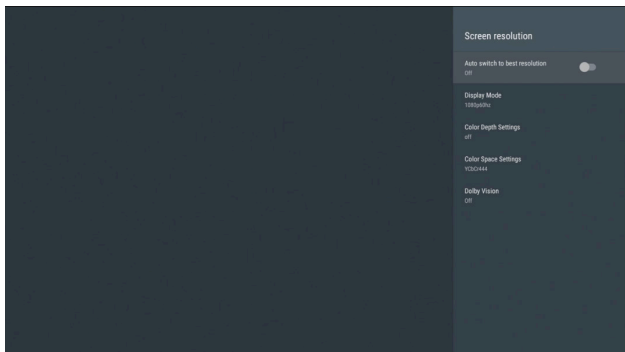 Screen resolution
Auto switch to best resolution
Off
Display Mode
1080p60hz
Color Depth Settings
off
Color Space Settings
YCbCr444
Dolby Vision
Off